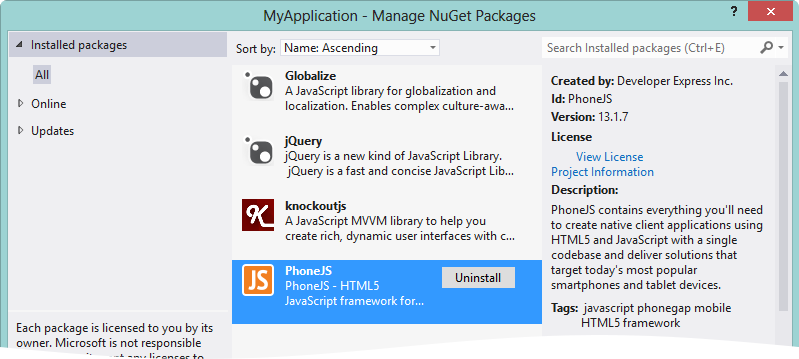 MyApplication - Manage NuGet Packages
?
Installed packages
All
Online
Updates
Each package is licensed to you by its
owner. Microsoft is not responsible
Sort by: Name: Ascending
Globalize
A JavaScript library for globalization and
localization. Enables complex culture-awa...
jQuery
jQuery is a new kind of JavaScript Library.
jQuery is a fast and concise JavaScript Lib...
knockoutjs
A JavaScript MVVM library to help you
create rich, dynamic user interfaces with c...
JS
PhoneJS
PhoneJS - HTML5
JavaScript framework for...
Uninstall
Search Installed packages (Ctrl+E)
Created by: Developer Express Inc.
Id: PhoneJS
Version: 13.1.7
License
View License
Project Information
Description:
PhoneJS contains everything you'll need
to create native client applications using
HTML5 and JavaScript with a single
codebase and deliver solutions that
target today's most popular
smartphones and tablet devices.
Tags: javascript phonegap mobile
HTML5 framework